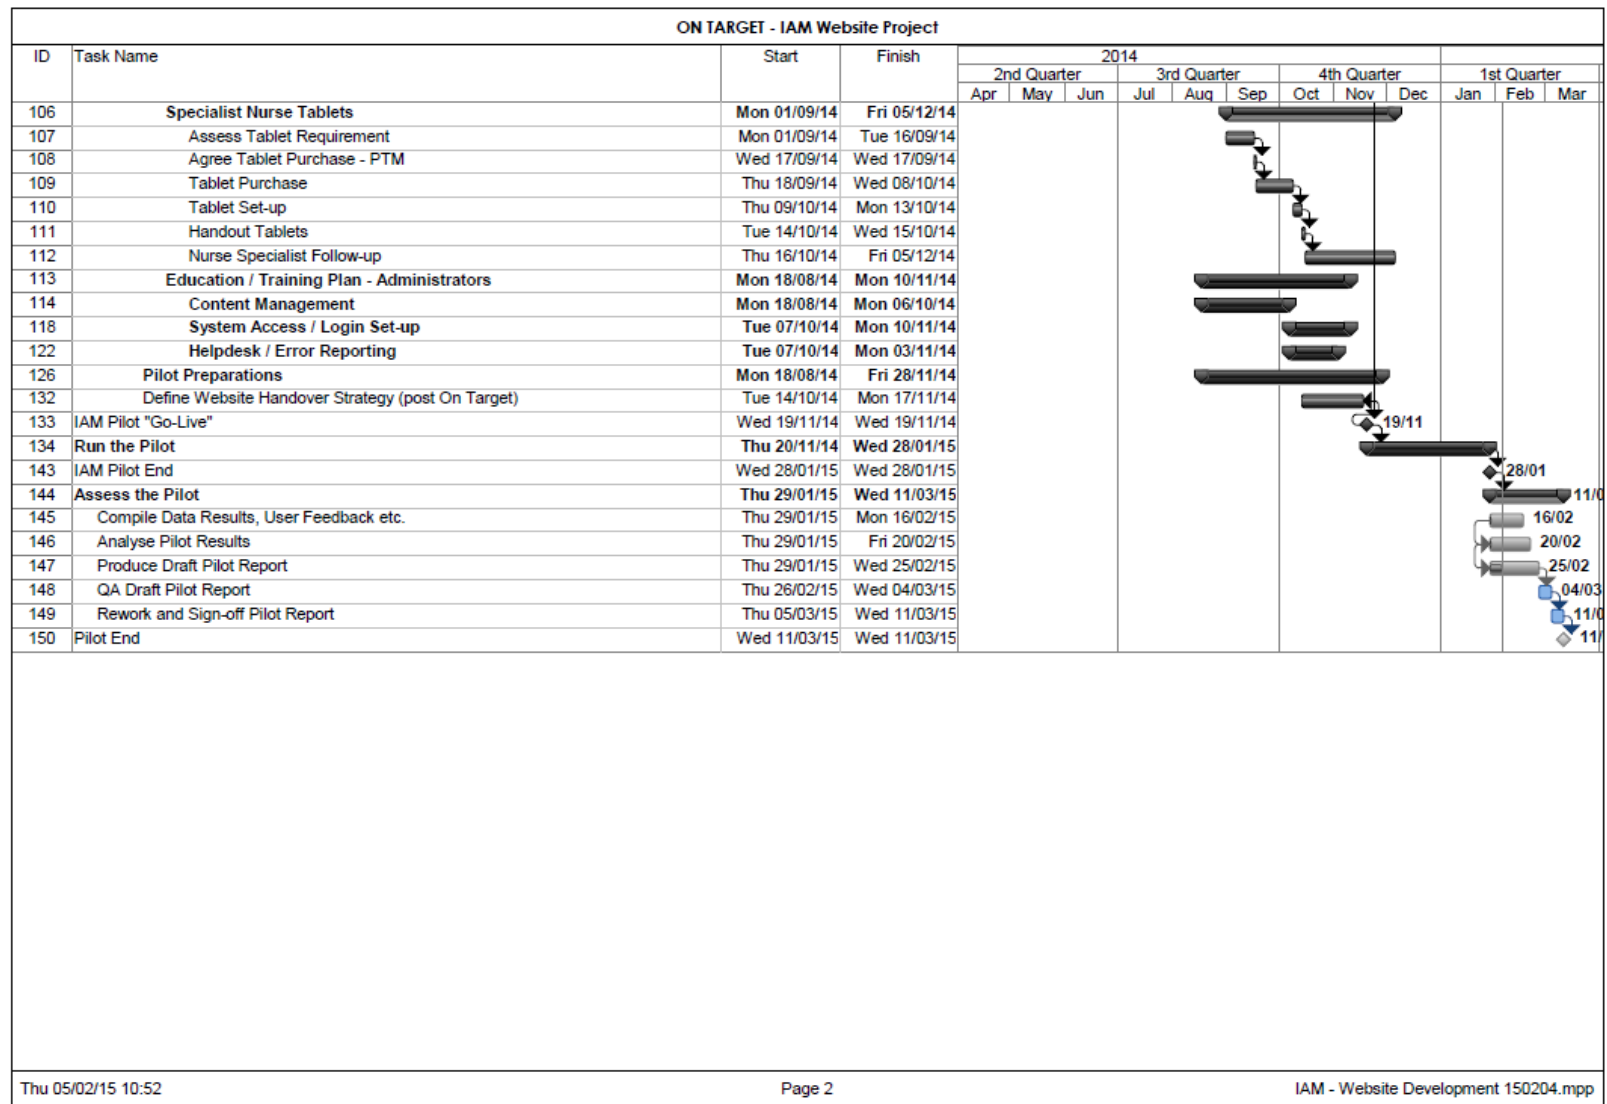 ON TARGET - IAM Website Project
ID Task Name Start Finish 2014
2nd Quarter 3rd Quarter 4th Quarter 1st Quarter
Apr May Jun Jul Aug Sep Oct Nov Dec Jan Feb Mar
106 Specialist Nurse Tablets Mon 01/09/14 Fri 05/12/14
107 Assess Tablet Requirement Mon 01/09/14 Tue 16/09/14
108 Agree Tablet Purchase - PTM Wed 17/09/14 Wed 17/09/14
109 Tablet Purchase Thu 18/09/14 Wed 08/10/14
110 Tablet Set-up Thu 09/10/14 Mon 13/10/14
111 Handout Tablets Tue 14/10/14 Wed 15/10/14
112 Nurse Specialist Follow-up Thu 16/10/14 Fri 05/12/14
113 Education / Training Plan - Administrators Mon 18/08/14 Mon 10/11/14
114 Content Management Mon 18/08/14 Mon 06/10/14
118 System Access / Login Set-up Tue 07/10/14 Mon 10/11/14
122 Helpdesk / Error Reporting Tue 07/10/14 Mon 03/11/14
126 Pilot Preparations Mon 18/08/14 Fri 28/11/14
132 Define Website Handover Strategy (post On Target) Tue 14/10/14 Mon 17/11/14
133 IAM Pilot "Go-Live" Wed 19/11/14 Wed 19/11/14 19/11
134 Run the Pilot Thu 20/11/14 Wed 28/01/15
143 IAM Pilot End Wed 28/01/15 Wed 28/01/15 28/01
144 Assess the Pilot Thu 29/01/15 Wed 11/03/15 11/0
145 Compile Data Results, User Feedback etc. Thu 29/01/15 Mon 16/02/15 16/02
146 Analyse Pilot Results Thu 29/01/15 Fri 20/02/15 20/02
147 Produce Draft Pilot Report Thu 29/01/15 Wed 25/02/15 25/02
148 QA Draft Pilot Report Thu 26/02/15 Wed 04/03/15 04/03
149 Rework and Sign-off Pilot Report Thu 05/03/15 Wed 11/03/15 11/0
150 Pilot End Wed 11/03/15 Wed 11/03/15 11/
Thu 05/02/15 10:52 Page 2 IAM - Website Development 150204.mpp